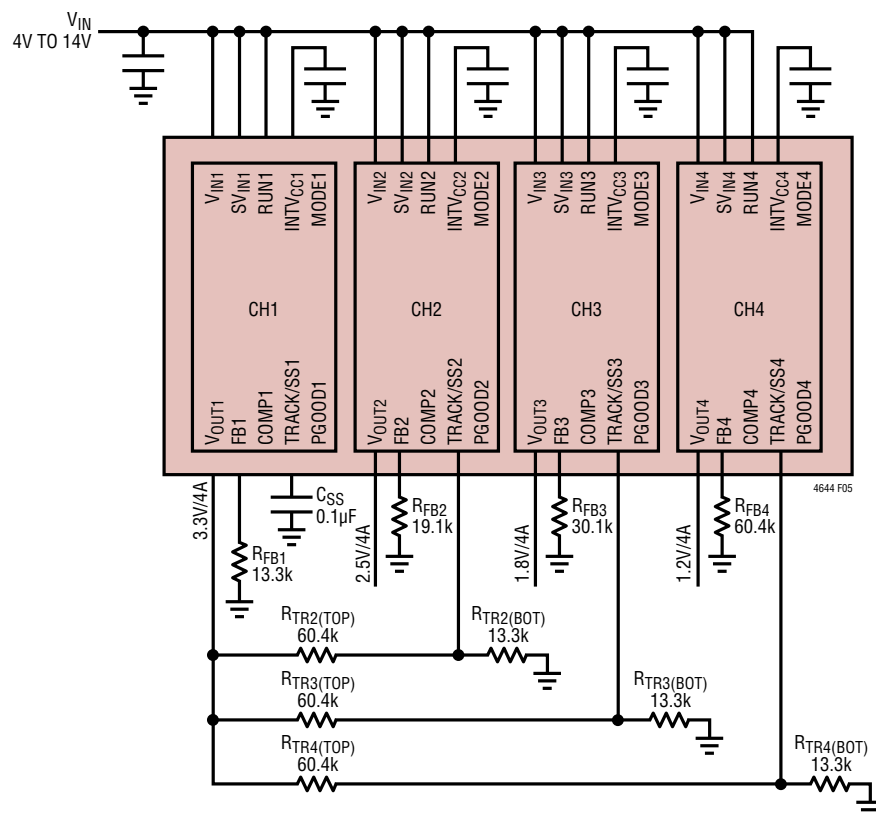 VIN
4V TO 14V
VIN1
SVIN1
RUN1
INTVCC1
MODE1
VIN2
SVIN2
RUN2
INTVCC2
MODE2
VIN3
SVIN3
RUN3
INTVCC3
MODE3
VIN4
SVIN4
RUN4
INTVCC4
MODE4
CH1
CH2
CH3
CH4
VOUT1
FB1
COMP1
TRACK/SS1
PGOOD1
VOUT2
FB2
COMP2
TRACK/SS2
PGOOD2
VOUT3
FB3
COMP3
TRACK/SS3
PGOOD3
VOUT4
FB4
COMP4
TRACK/SS4
PGOOD4
4644 F05
3.3V/4A
CSS
0.1µF
RFB1
13.3k
2.5V/4A
RFB2
19.1k
1.8V/4A
RFB3
30.1k
1.2V/4A
RFB4
60.4k
RTR2(TOP)
60.4k
RTR2(BOT)
13.3k
RTR3(TOP)
60.4k
RTR3(BOT)
13.3k
RTR4(TOP)
60.4k
RTR4(BOT)
13.3k